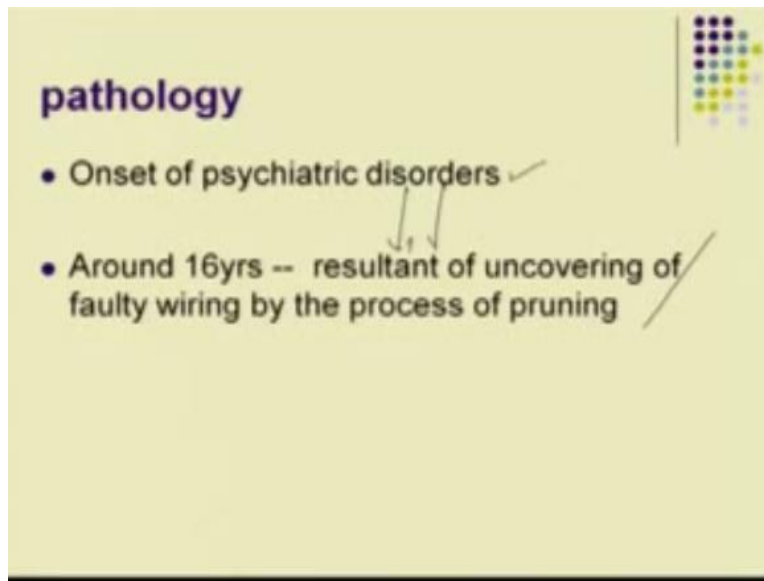 pathology
• Onset of psychiatric disorders
• Around 16yrs -- resultant of uncovering of
faulty wiring by the process of pruning